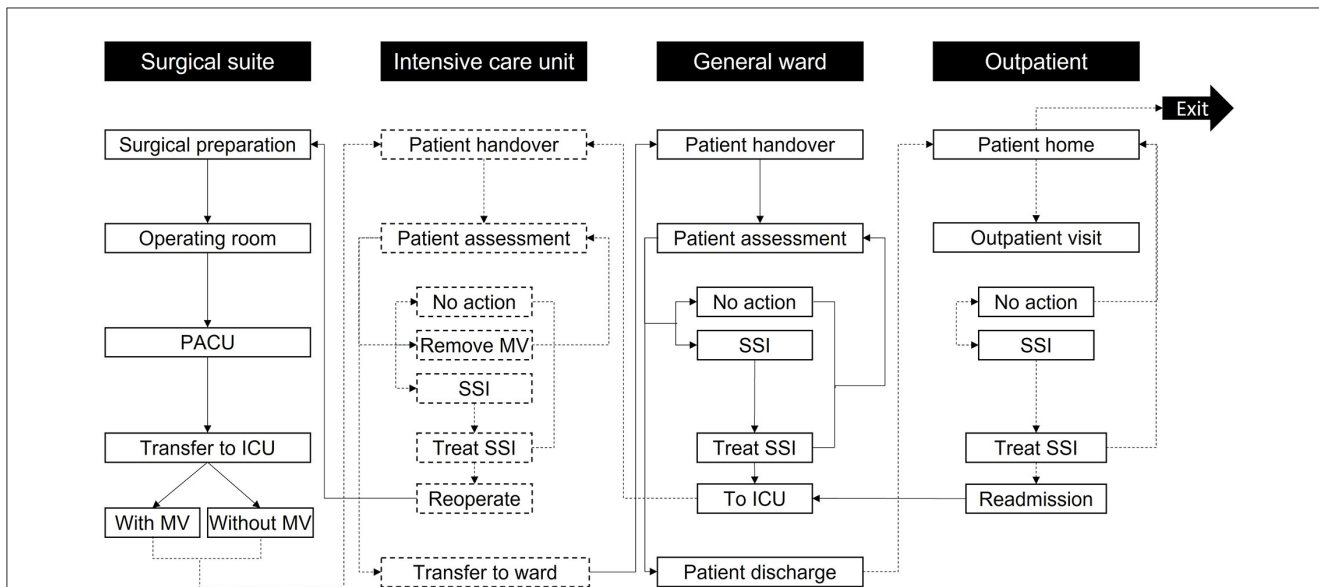 Surgical suite
Intensive care unit
General ward
Outpatient
Exit
Surgical preparation
Patient handover
Patient handover
Patient home
Operating room
Patient assessment
Patient assessment
Outpatient visit
No action
No action
No action
PACU
Remove MV
SSI
SSI
SSI
Transfer to ICU
Treat SSI
Treat SSI
Treat SSI
Reoperate
To ICU
Readmission
With MV
Without MV
Transfer to ward
Patient discharge